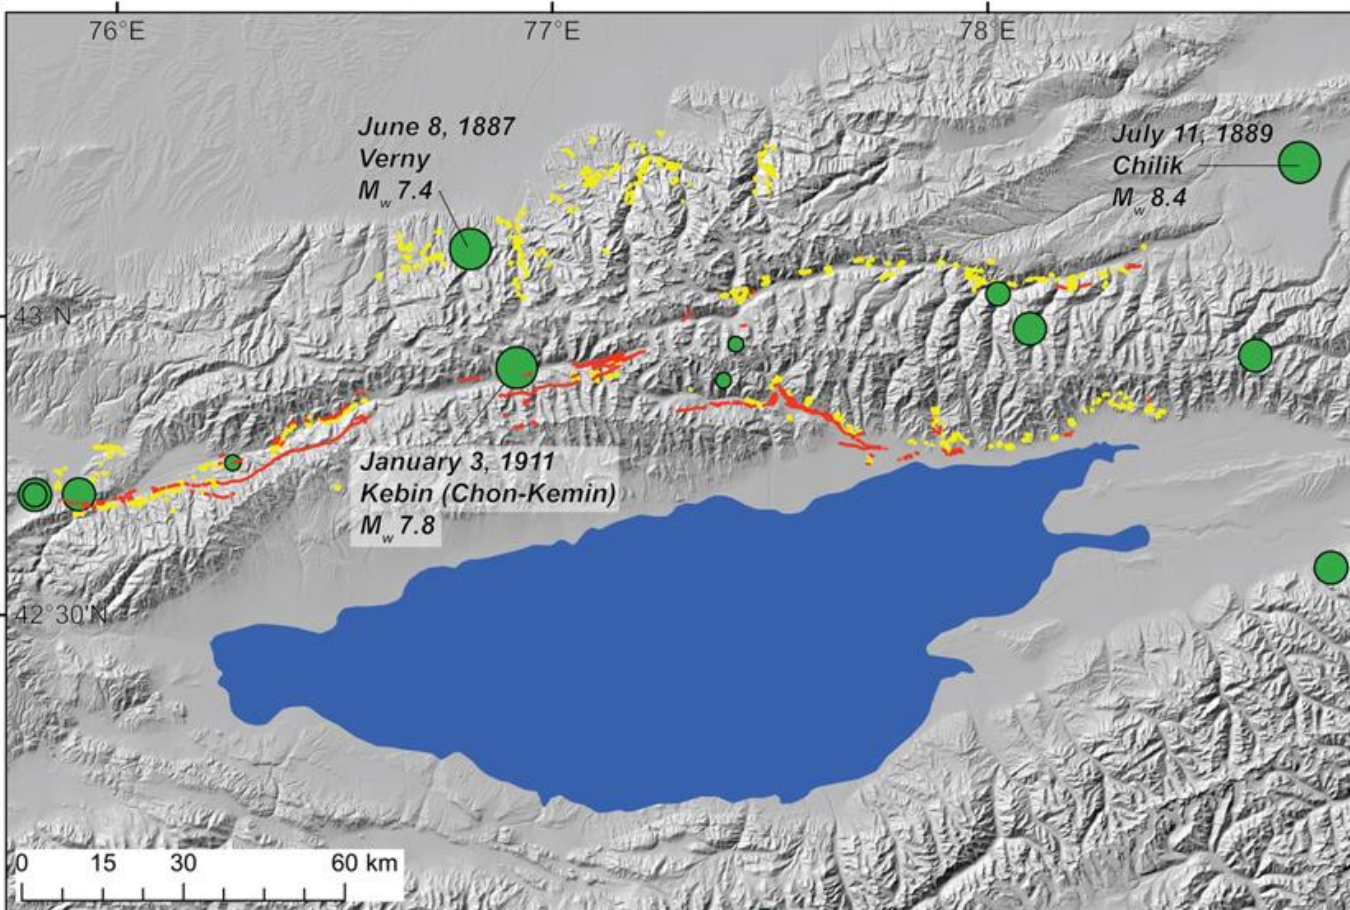 76°E
77°E
78°E
June 8, 1887
Verny
Mw 7.4
July 11, 1889
Chilik
Mw 8.4
43 N
January 3, 1911
Kebin (Chon-Kemin)
Mw 7.8
42°30'N
0 15 30 60 km